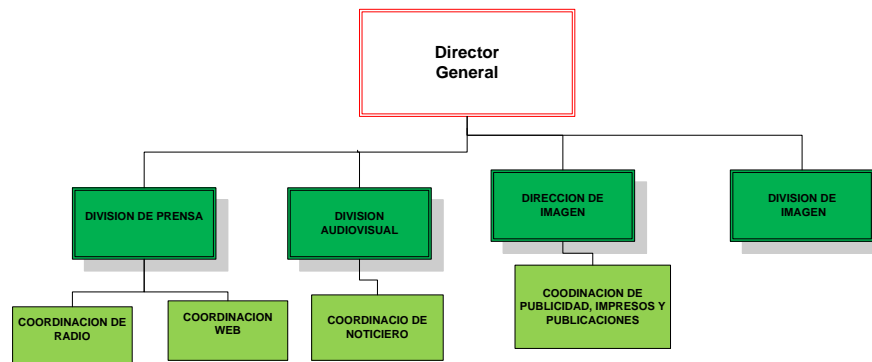 Director
General
DIVISION DE PRENSA
DIVISION
AUDIOVISUAL
DIRECCION DE
IMAGEN
DIVISION DE
IMAGEN
COORDINACION DE
RADIO
COORDINACION
WEB
COORDINACIO DE
NOTICIERO
COODINACION DE
PUBLICIDAD, IMPRESOS Y
PUBLICACIONES